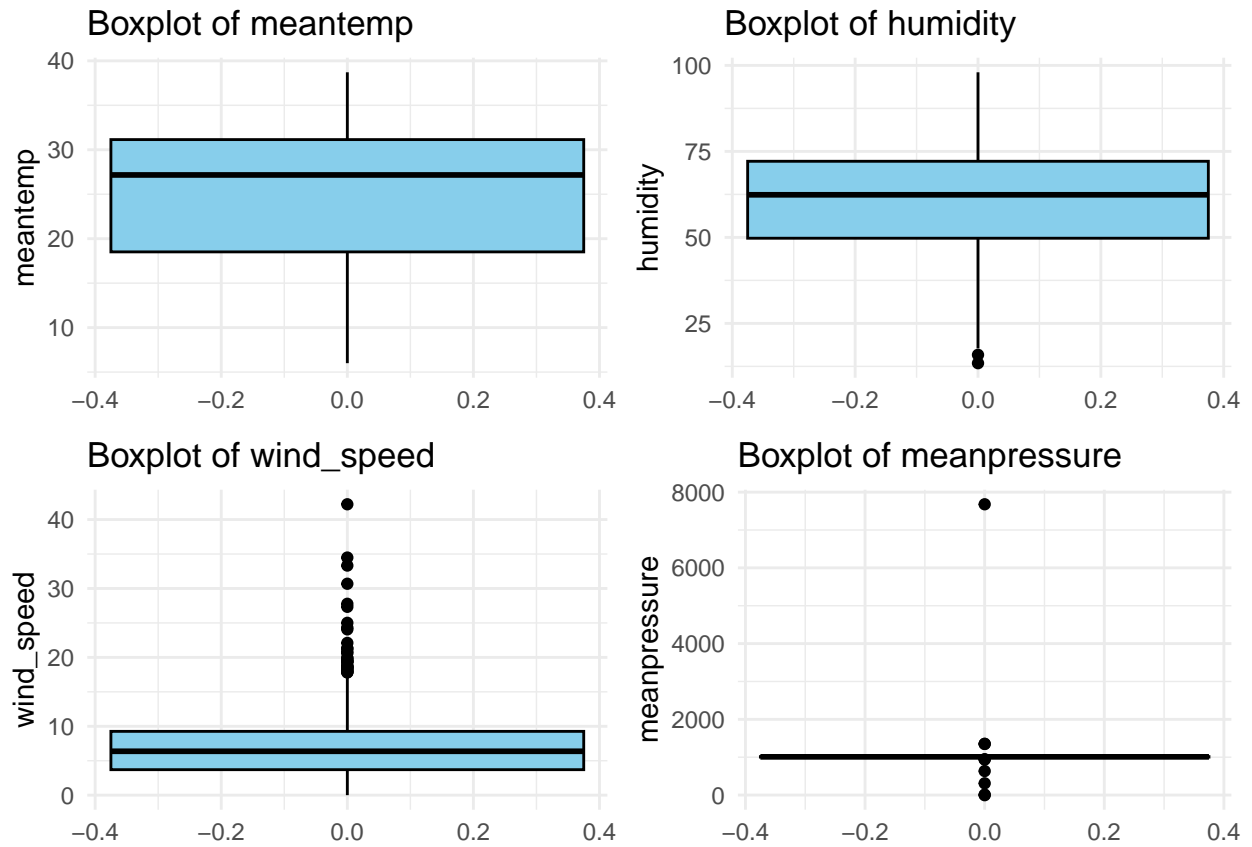 Boxplot of meantemp
meantemp
40
30
20
10
−0.4 −0.2 0.0 0.2 0.4
Boxplot of humidity
humidity
100
75
50
25
−0.4 −0.2 0.0 0.2 0.4
Boxplot of wind_speed
wind_speed
40
30
20
10
0
−0.4 −0.2 0.0 0.2 0.4
Boxplot of meanpressure
meanpressure
8000
6000
4000
2000
0
−0.4 −0.2 0.0 0.2 0.4